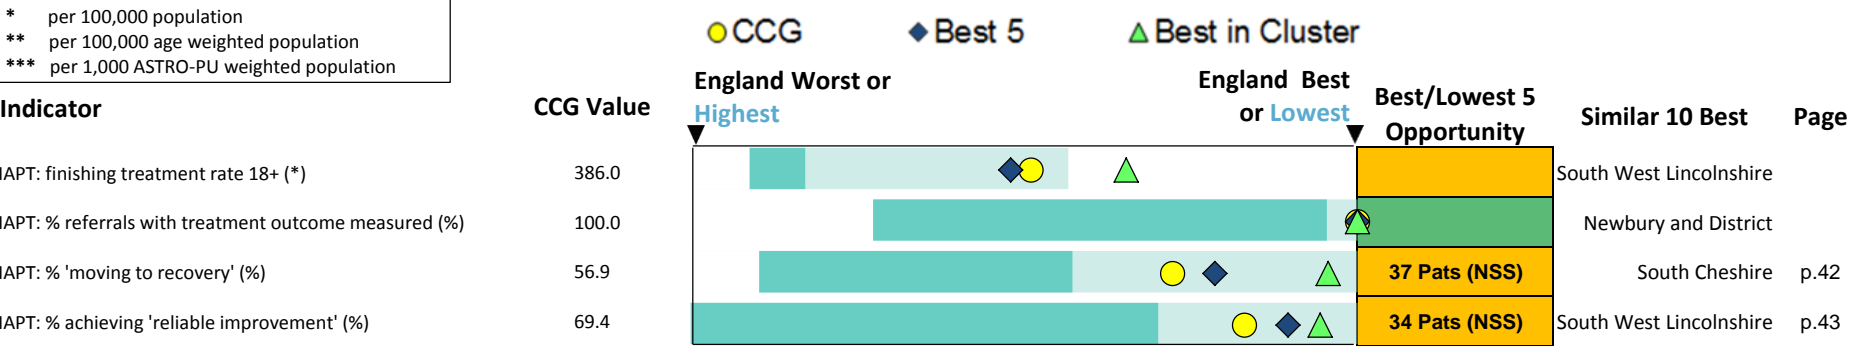 * per 100,000 population
** per 100,000 age weighted population
*** per 1,000 ASTRO-PU weighted population
CCG Best 5 Best in Cluster
England Worst or Highest
England Best or Lowest
Indicator CCG Value Best/Lowest 5 Opportunity Similar 10 Best Page
IAPT: finishing treatment rate 18+ (*) 386.0 South West Lincolnshire
IAPT: % referrals with treatment outcome measured (%) 100.0 Newbury and District
IAPT: % 'moving to recovery' (%) 56.9 37 Pats (NSS) South Cheshire p.42
IAPT: % achieving 'reliable improvement' (%) 69.4 34 Pats (NSS) South West Lincolnshire p.43